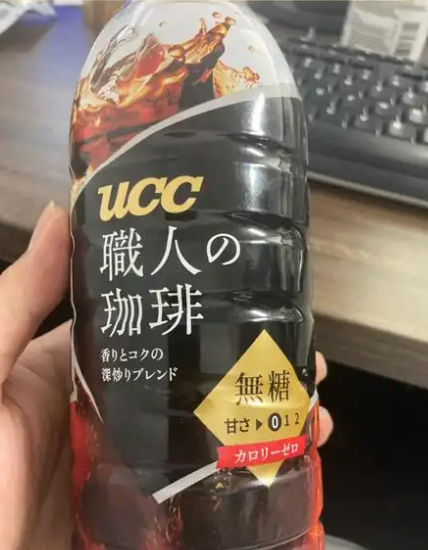 UCC
職人の
珈琲
香りとコクの
深炒りブレンド
無糖
甘さ▶0 1 2
カロリーゼロ